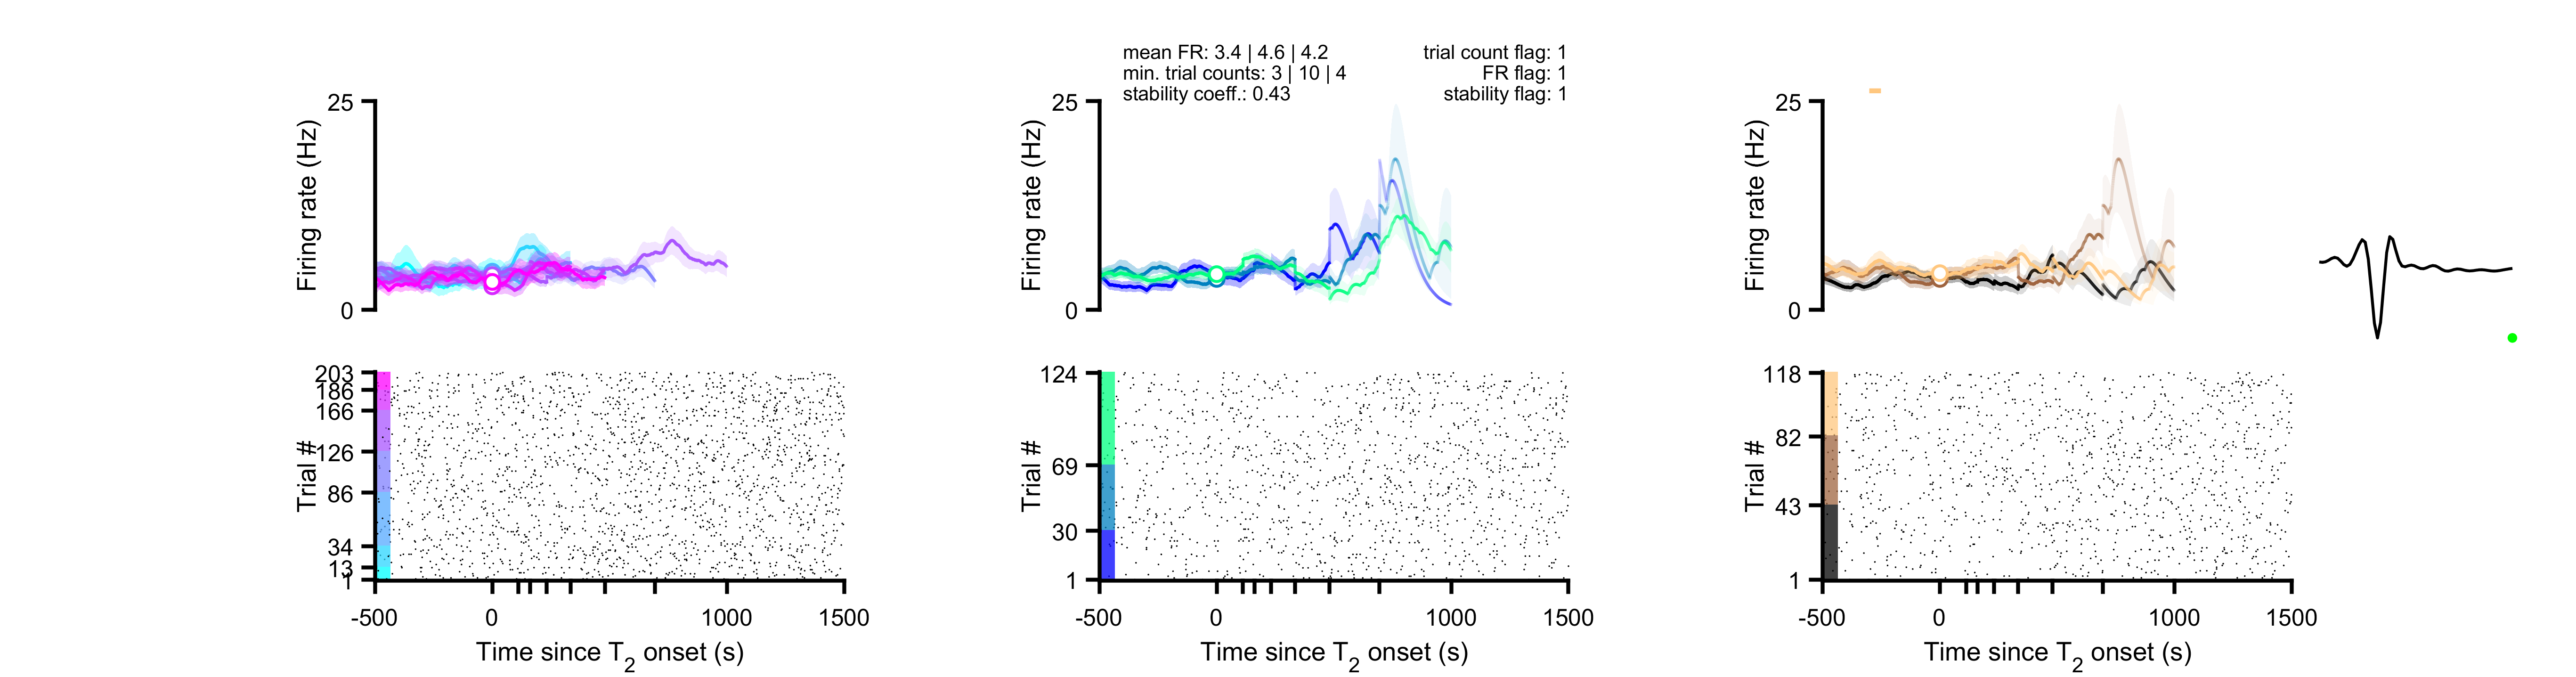 mean FR: 3.4 | 4.6 | 4.2
min. trial counts: 3 | 10 | 4
stability coeff.: 0.43
trial count flag: 1
FR flag: 1
stability flag: 1
25
Firing rate (Hz)
0
25
Firing rate (Hz)
0
25
Firing rate (Hz)
0
203
186
166
126
86
34
13
1
Trial #
-500 0 1000 1500
Time since T2 onset (s)
124
69
30
1
Trial #
-500 0 1000 1500
Time since T2 onset (s)
118
82
43
1
Trial #
-500 0 1000 1500
Time since T2 onset (s)